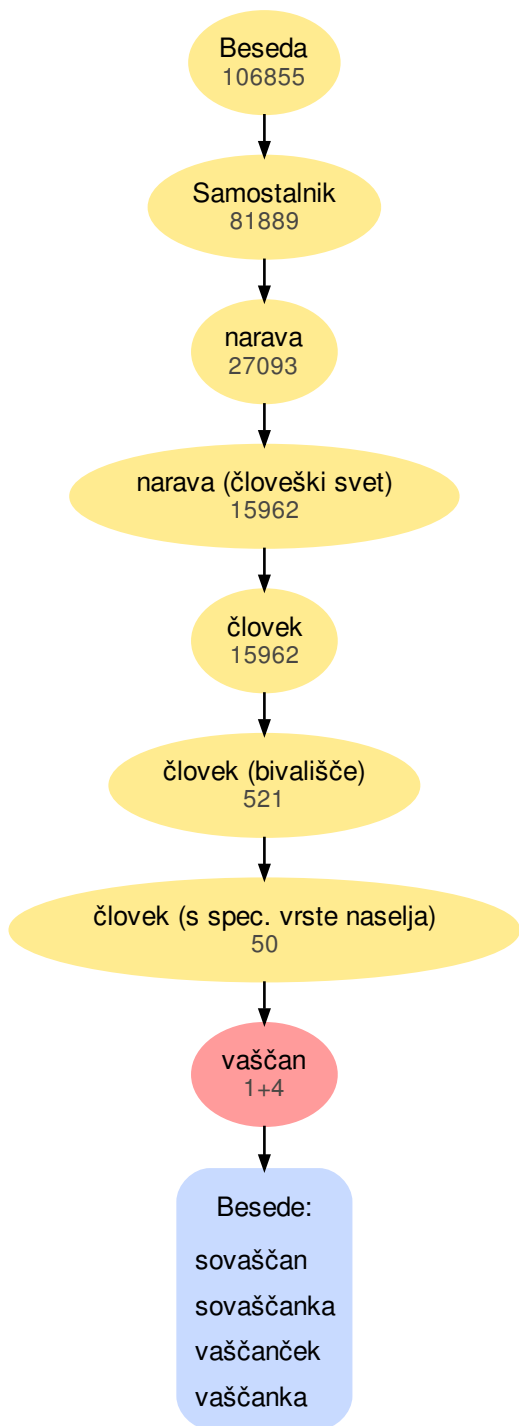 Beseda
106855
Samostalnik
81889
narava
27093
narava (človeški svet)
15962
človek
15962
človek (bivališče)
521
človek (s spec. vrste naselja)
50
vaščan
1+4
Besede:
sovaščan
sovaščanka
vaščanček
vaščanka